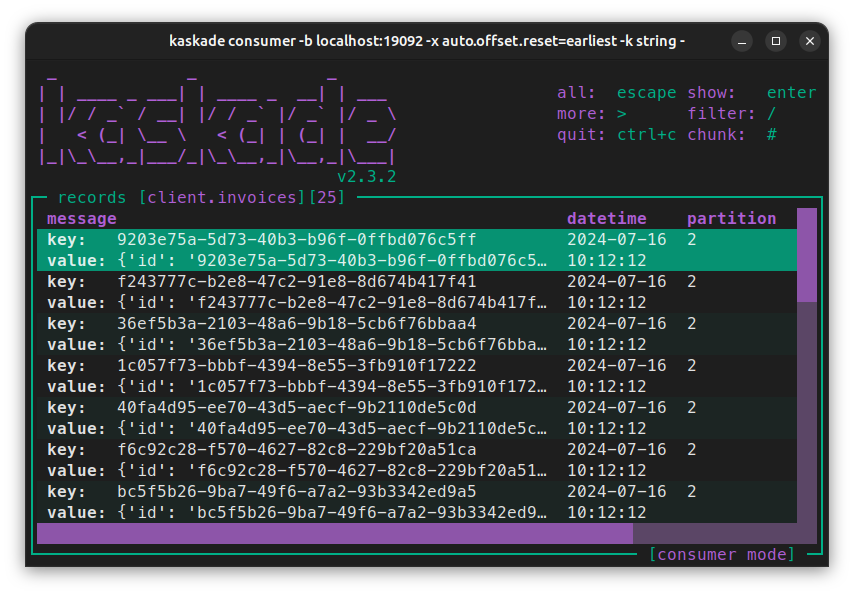 kaskade consumer -b localhost:19092 -x auto.offset.reset=earliest -k string -
kaskade
all: escape show: enter
more: > filter: /
quit: ctrl+c chunk: #
v2.3.2
records [client.invoices][25]
message datetime partition
key: 9203e75a-5d73-40b3-b96f-0ffbd076c5ff 2024-07-16 2
value: {'id': '9203e75a-5d73-40b3-b96f-0ffbd076c5… 10:12:12
key: f243777c-b2e8-47c2-91e8-8d674b417f41 2024-07-16 2
value: {'id': 'f243777c-b2e8-47c2-91e8-8d674b417f… 10:12:12
key: 36ef5b3a-2103-48a6-9b18-5cb6f76bbaa4 2024-07-16 2
value: {'id': '36ef5b3a-2103-48a6-9b18-5cb6f76bba… 10:12:12
key: 1c057f73-bbbf-4394-8e55-3fb910f17222 2024-07-16 2
value: {'id': '1c057f73-bbbf-4394-8e55-3fb910f172… 10:12:12
key: 40fa4d95-ee70-43d5-aecf-9b2110de5c0d 2024-07-16 2
value: {'id': '40fa4d95-ee70-43d5-aecf-9b2110de5c… 10:12:12
key: f6c92c28-f570-4627-82c8-229bf20a51ca 2024-07-16 2
value: {'id': 'f6c92c28-f570-4627-82c8-229bf20a51… 10:12:12
key: bc5f5b26-9ba7-49f6-a7a2-93b3342ed9a5 2024-07-16 2
value: {'id': 'bc5f5b26-9ba7-49f6-a7a2-93b3342ed9… 10:12:12
[consumer mode]